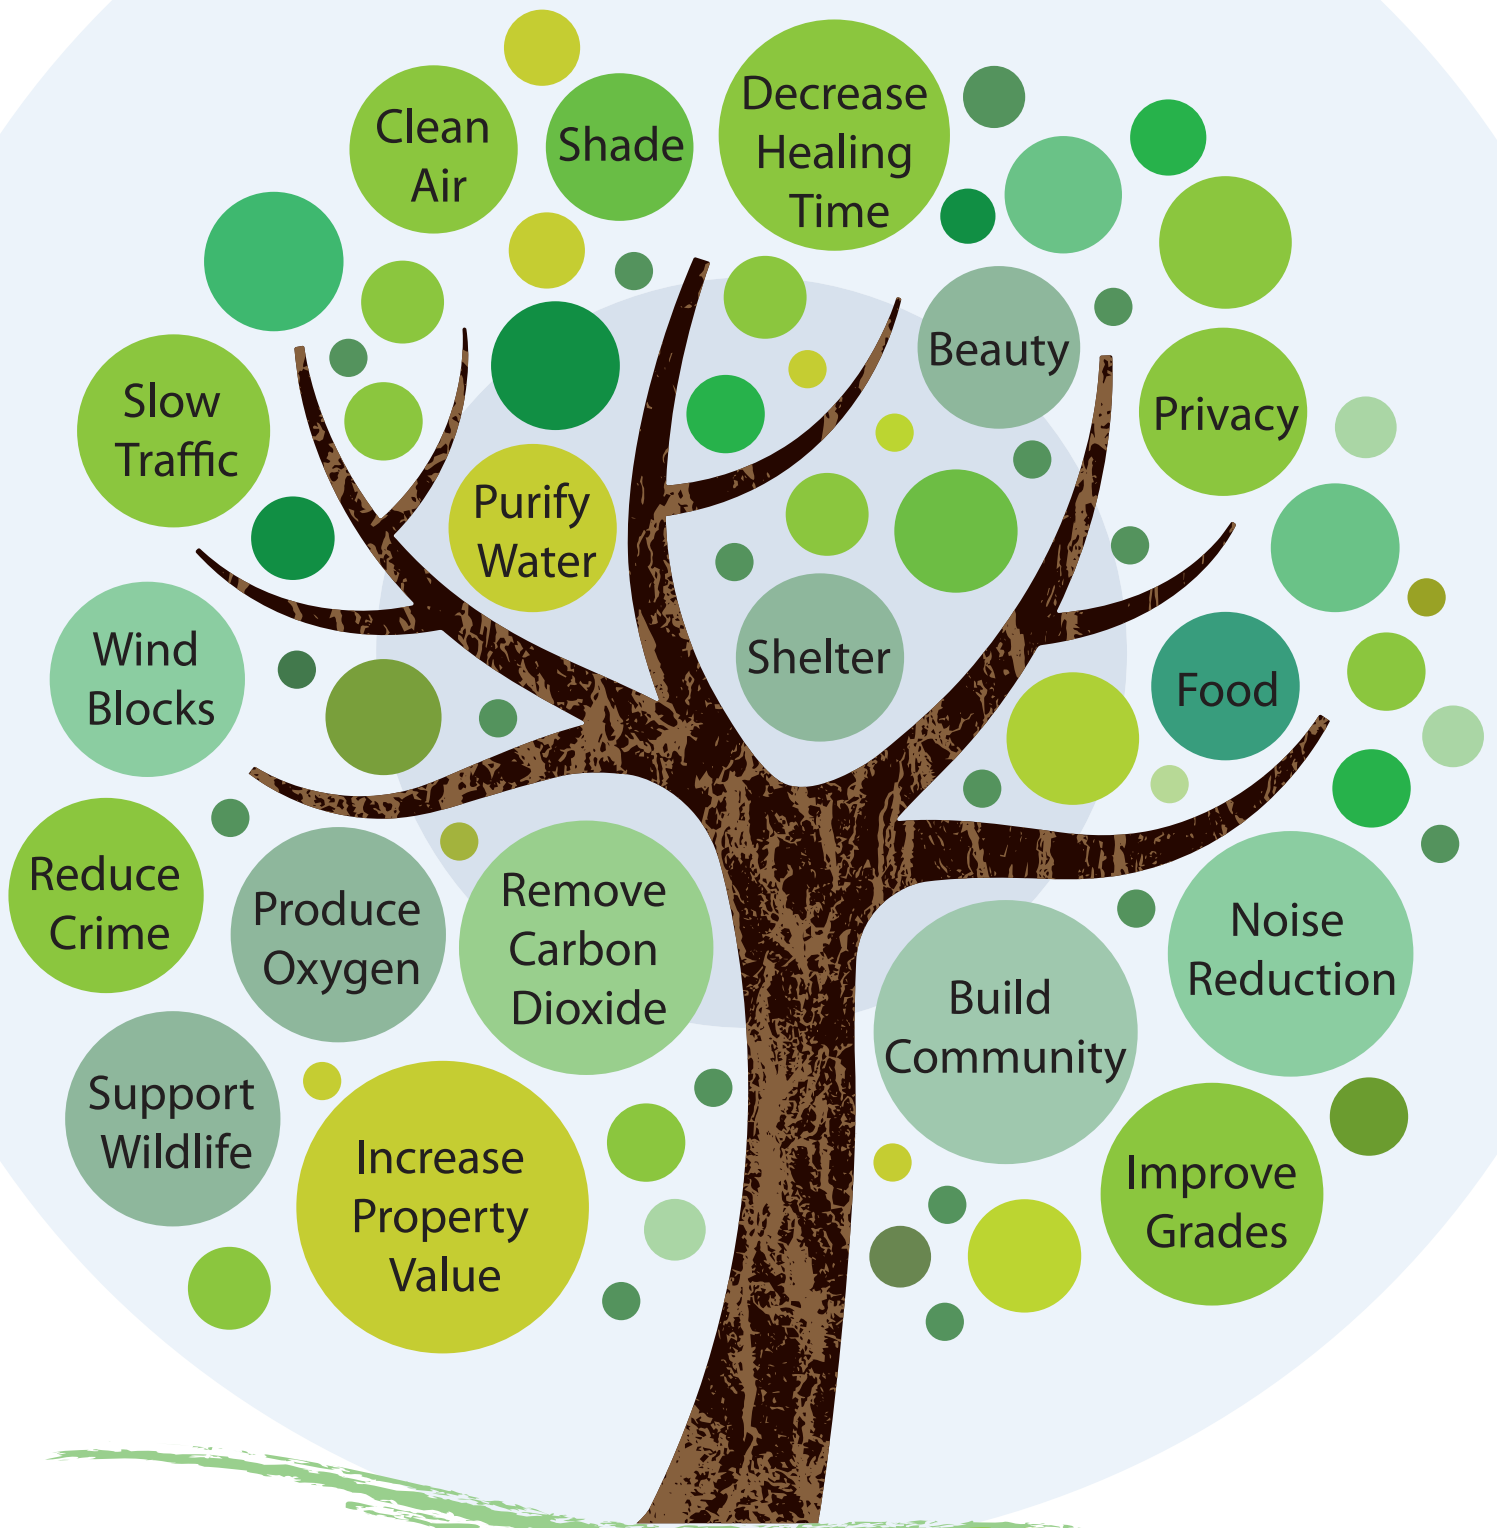 Clean
Air
Shade
Decrease
Healing
Time
Beauty
Slow
Traffic
Privacy
Purify
Water
Wind
Blocks
Shelter
Food
Reduce
Crime
Produce
Oxygen
Remove
Carbon
Dioxide
Noise
Reduction
Build
Community
Support
Wildlife
Increase
Property
Value
Improve
Grades